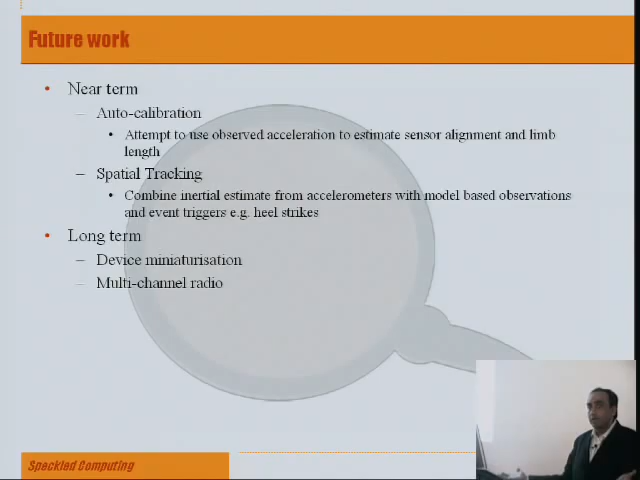 Future work
• Near term
– Auto-calibration
• Attempt to use observed acceleration to estimate sensor alignment and limb
length
– Spatial Tracking
• Combine inertial estimate from accelerometers with model based observations
and event triggers e.g. heel strikes
• Long term
– Device miniaturisation
– Multi-channel radio
Speckled Computing